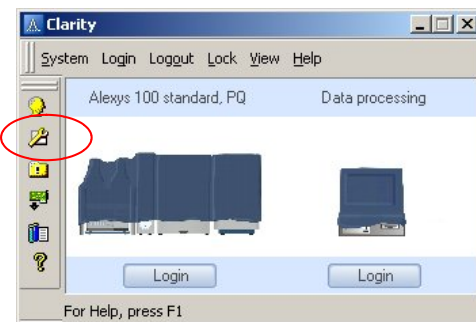 Clarity
System Login Logout Lock View Help
Alexys 100 standard, PQ Data processing
Login Login
For Help, press F1